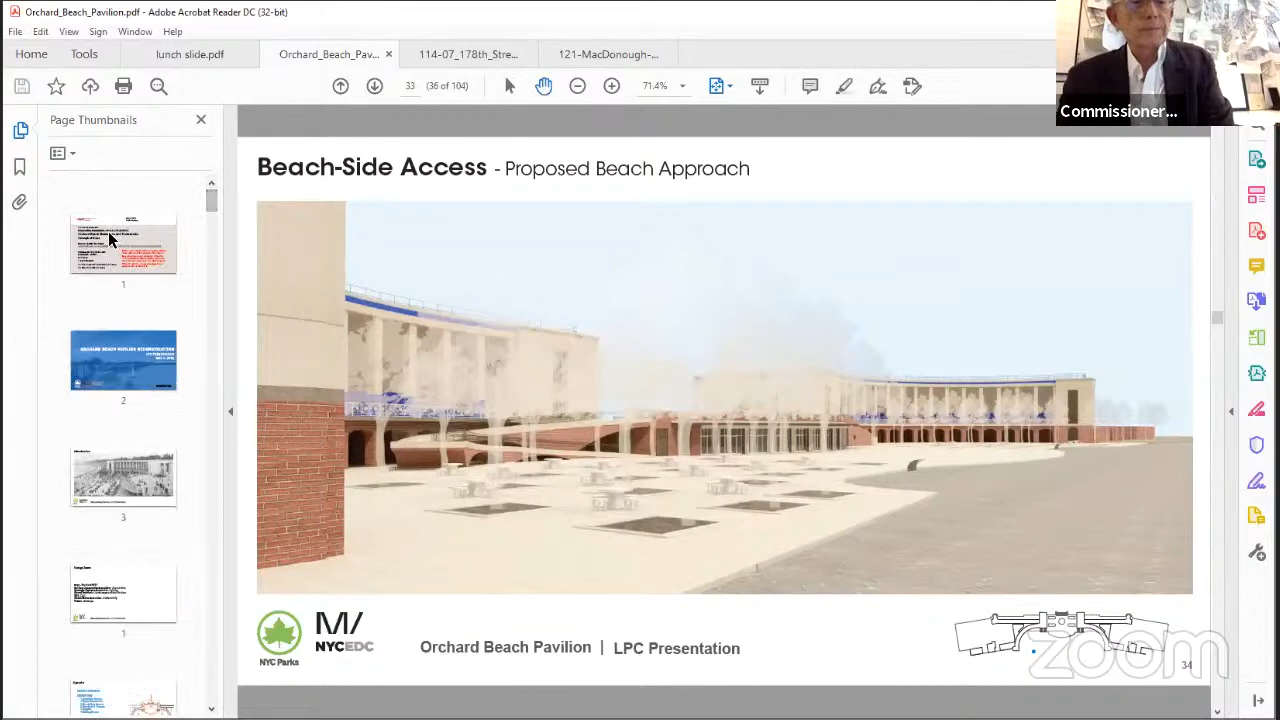 Orchard_Beach_Pavilion.pdf - Adobe Acrobat Reader DC (32-bit)
File Edit View Sign Window Help
Home Tools lunch slide.pdf Orchard_Beach_Pav... × 114-07_178th_Stre... 121-MacDonough-...
33 (36 of 104) 71.4%
Commissioner...
Page Thumbnails
1
2
3
1
Beach-Side Access - Proposed Beach Approach
NYC Parks
NYCEDC
Orchard Beach Pavilion | LPC Presentation
zoom
34